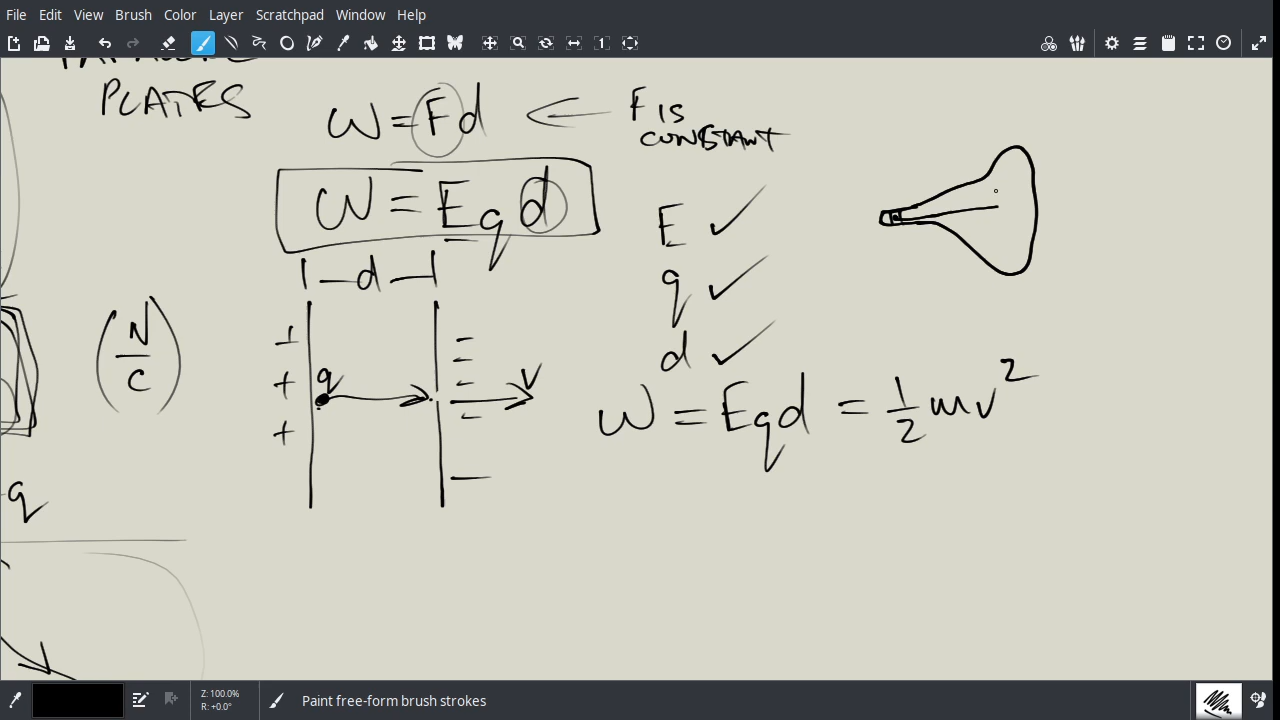 File Edit View Brush Color Layer Scratchpad Window Help
PLATES
W = Fd
F IS
CONSTANT
W = Eqd
E ✓
|—d—|
q ✓
(N/C)
d ✓
+ + +
q
v
W = Eqd = 1/2 mv²
q
Z: 100.0%
R: +0.0°
Paint free-form brush strokes